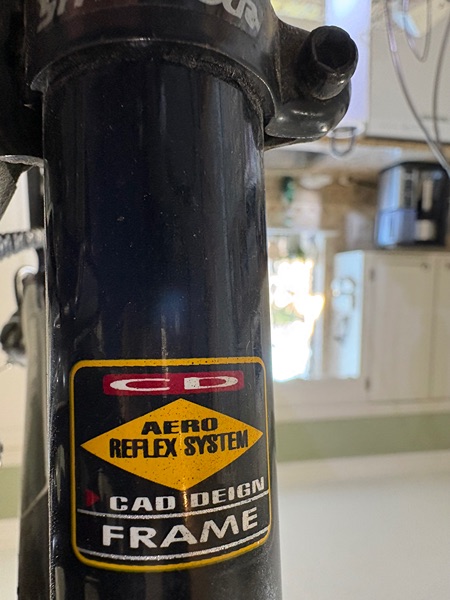 CD
AERO
REFLEX SYSTEM
CAD DEIGN
FRAME